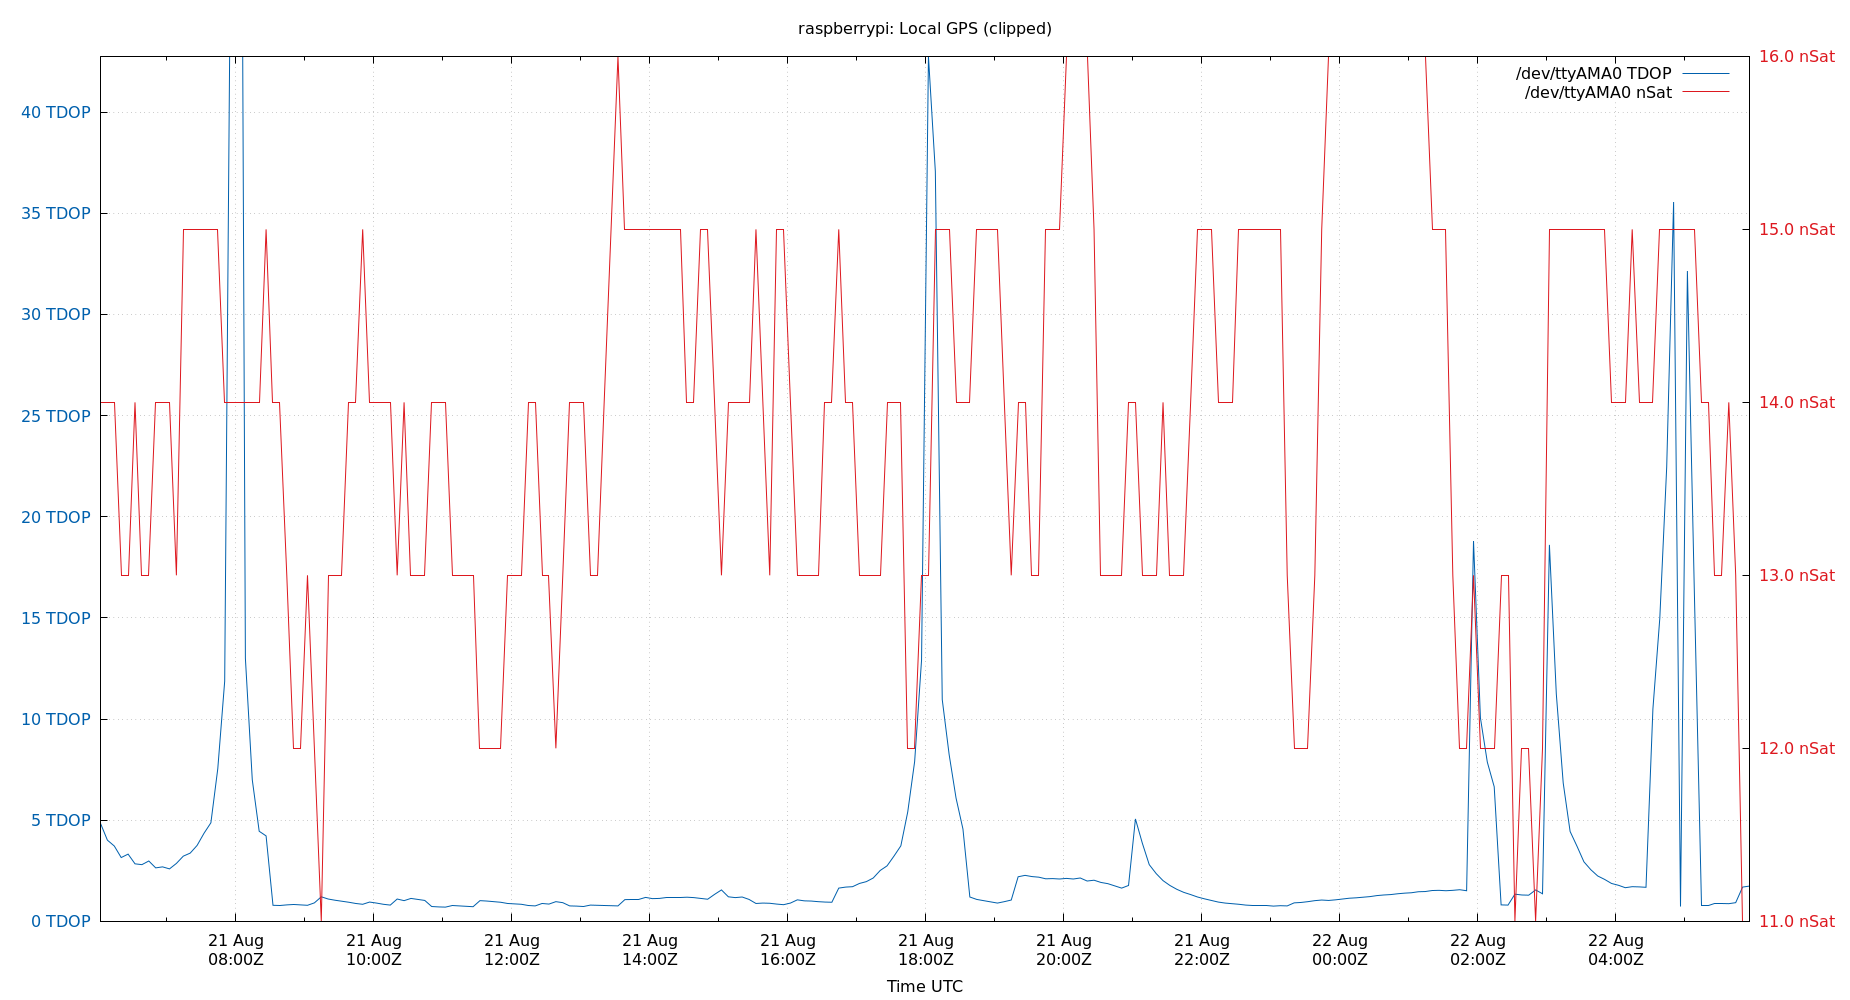 raspberrypi: Local GPS (clipped)
/dev/ttyAMA0 TDOP
/dev/ttyAMA0 nSat
40 TDOP
35 TDOP
30 TDOP
25 TDOP
20 TDOP
15 TDOP
10 TDOP
5 TDOP
0 TDOP
16.0 nSat
15.0 nSat
14.0 nSat
13.0 nSat
12.0 nSat
11.0 nSat
21 Aug
08:00Z
21 Aug
10:00Z
21 Aug
12:00Z
21 Aug
14:00Z
21 Aug
16:00Z
21 Aug
18:00Z
21 Aug
20:00Z
21 Aug
22:00Z
22 Aug
00:00Z
22 Aug
02:00Z
22 Aug
04:00Z
Time UTC